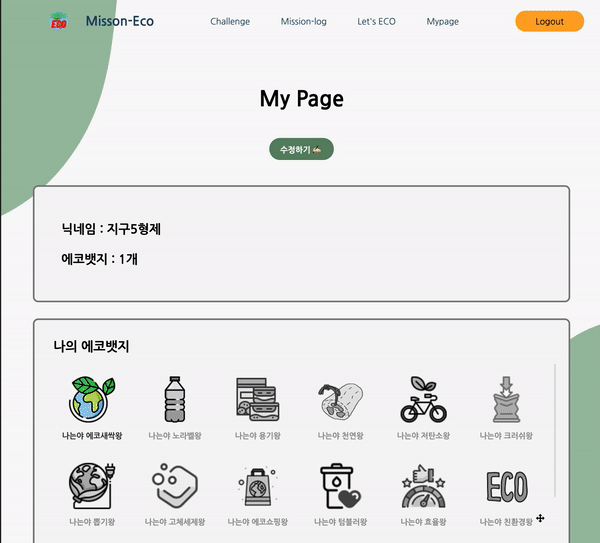 ECO Misson-Eco Challenge Mission-log Let's ECO Mypage Logout
My Page
수정하기
닉네임 : 지구5형제
에코뱃지 : 1개
나의 에코뱃지
나는야 에코새싹왕 나는야 노라벨왕 나는야 용기왕 나는야 천연왕 나는야 저탄소왕 나는야 크러쉬왕
ECO
나는야 뽑기왕 나는야 고체세제왕 나는야 에코쇼핑왕 나는야 텀블러왕 나는야 효율왕 나는야 친환경왕